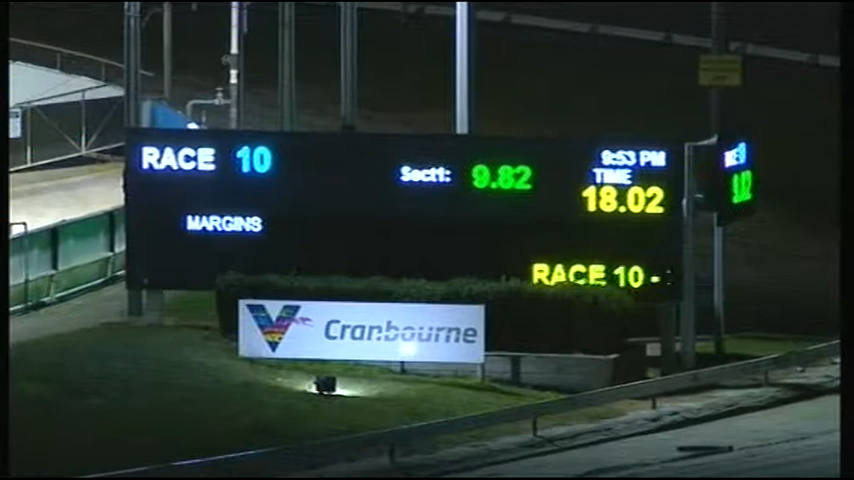 RACE 10
Sect1: 9.82
9:53 PM
TIME
18.02
MARGINS
RACE 10 -
Cranbourne